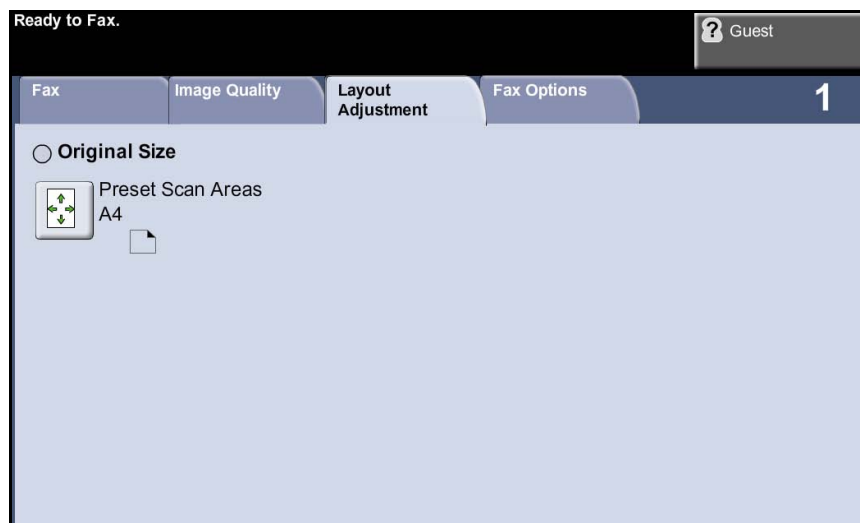 Ready to Fax.
Guest
Fax
Image Quality
Layout
Adjustment
Fax Options
1
Original Size
Preset Scan Areas
A4